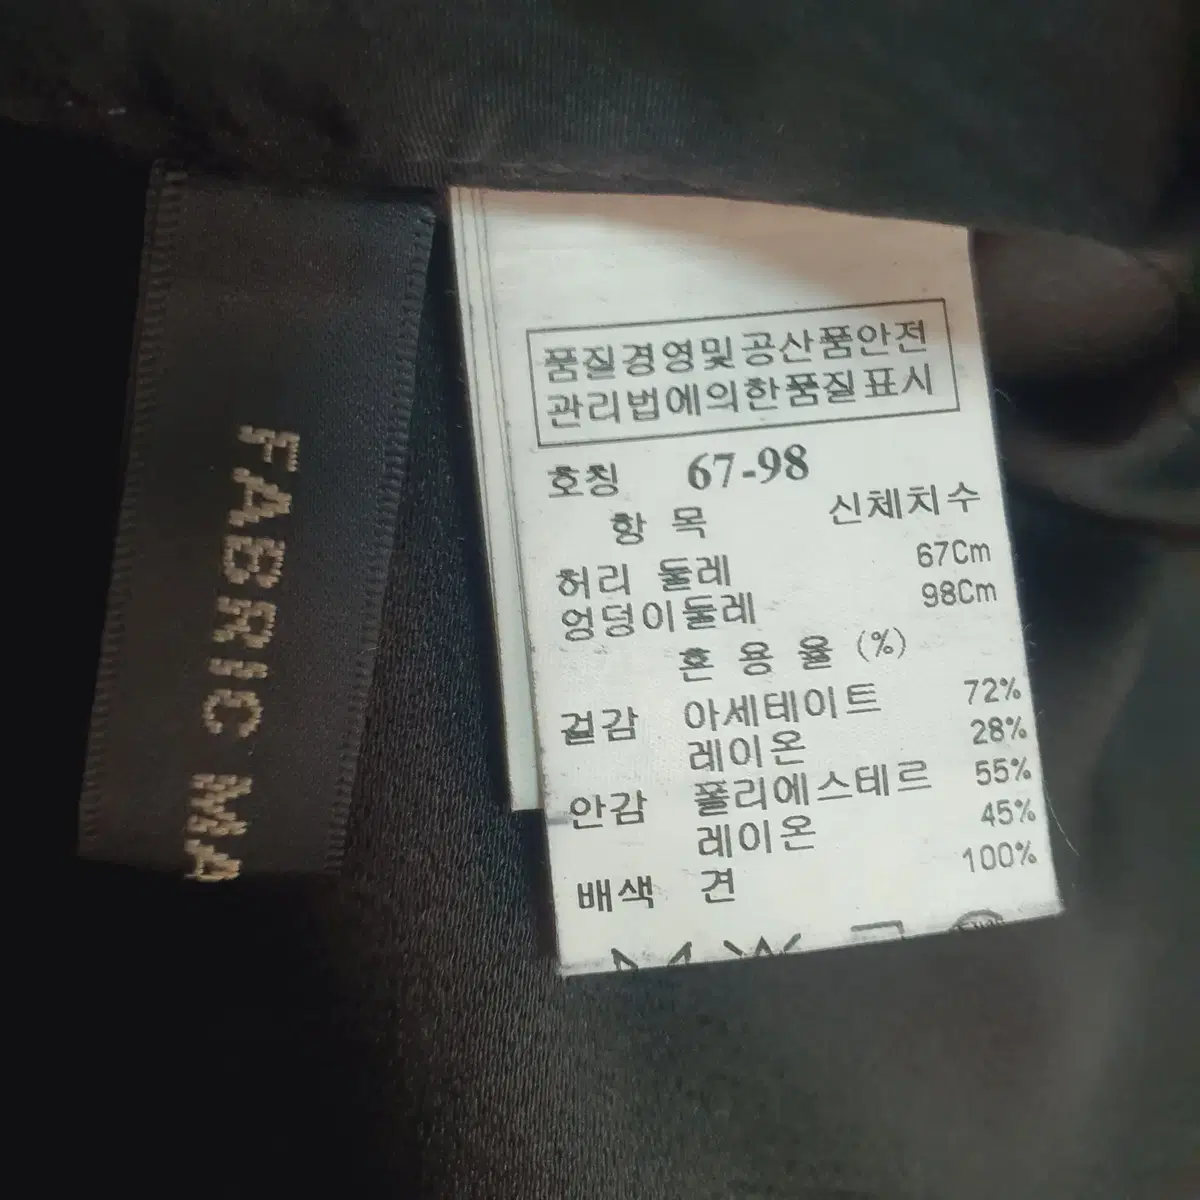 FABRIC MA
품질경영및공산품안전
관리법에의한품질표시
호칭 67-98
항 목 신체치수
허리 둘레 67Cm
엉덩이둘레 98Cm
혼 용 율 (%)
겉감 아세테이트 72%
레이온 28%
안감 폴리에스테르 55%
레이온 45%
배색 견 100%